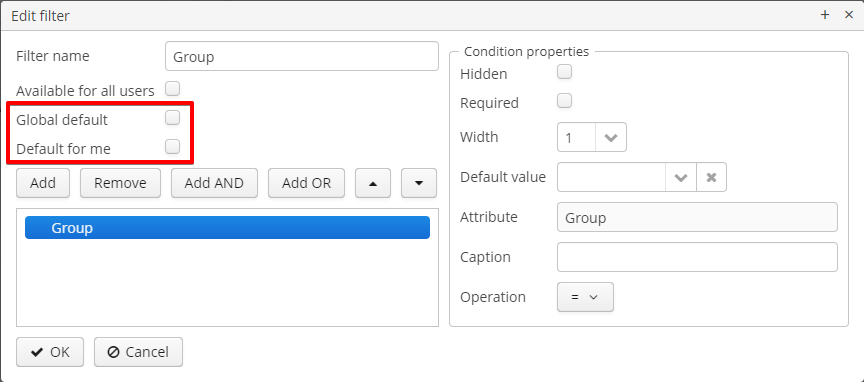 Edit filter
Filter name
Group
Available for all users
Global default
Default for me
Add
Remove
Add AND
Add OR
Group
OK
Cancel
Condition properties
Hidden
Required
Width
1
Default value
Attribute
Group
Caption
Operation
=